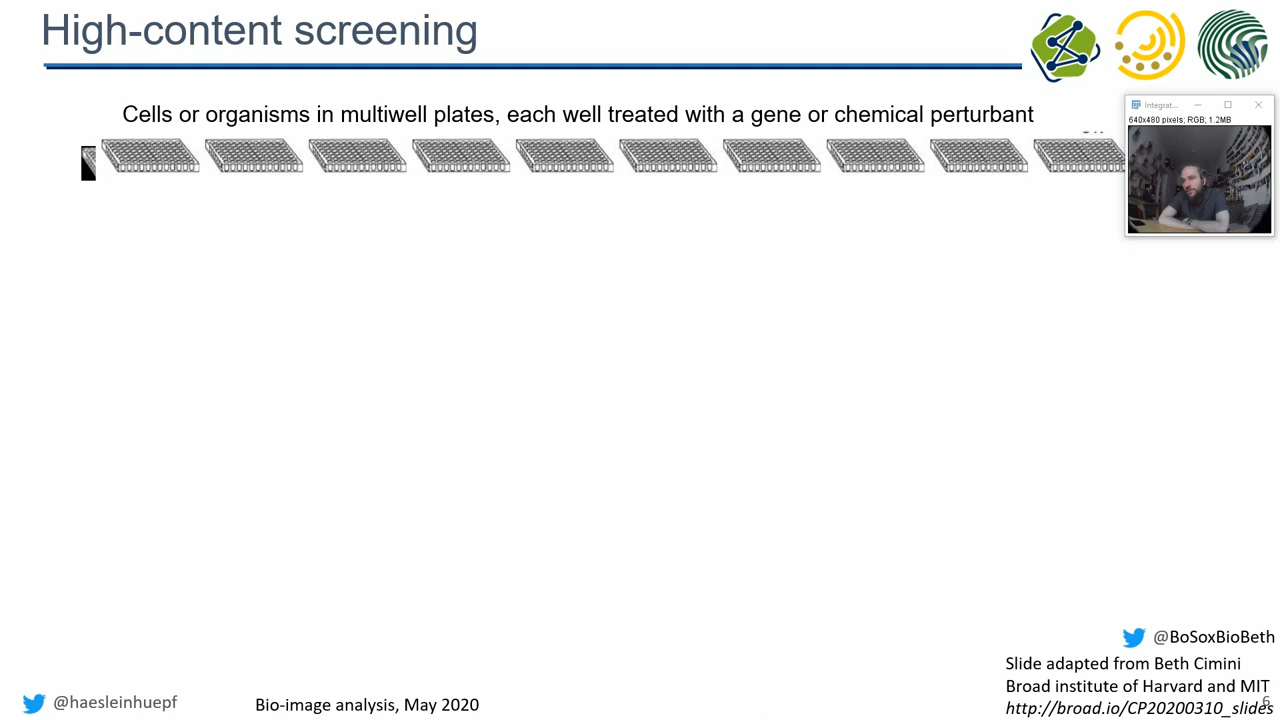 High-content screening
Cells or organisms in multiwell plates, each well treated with a gene or chemical perturbant
Integrat...
640x480 pixels; RGB; 1.2MB
@BoSoxBioBeth
Slide adapted from Beth Cimini
Broad institute of Harvard and MIT
http://broad.io/CP20200310_slides
6
@haesleinhuepf
Bio-image analysis, May 2020